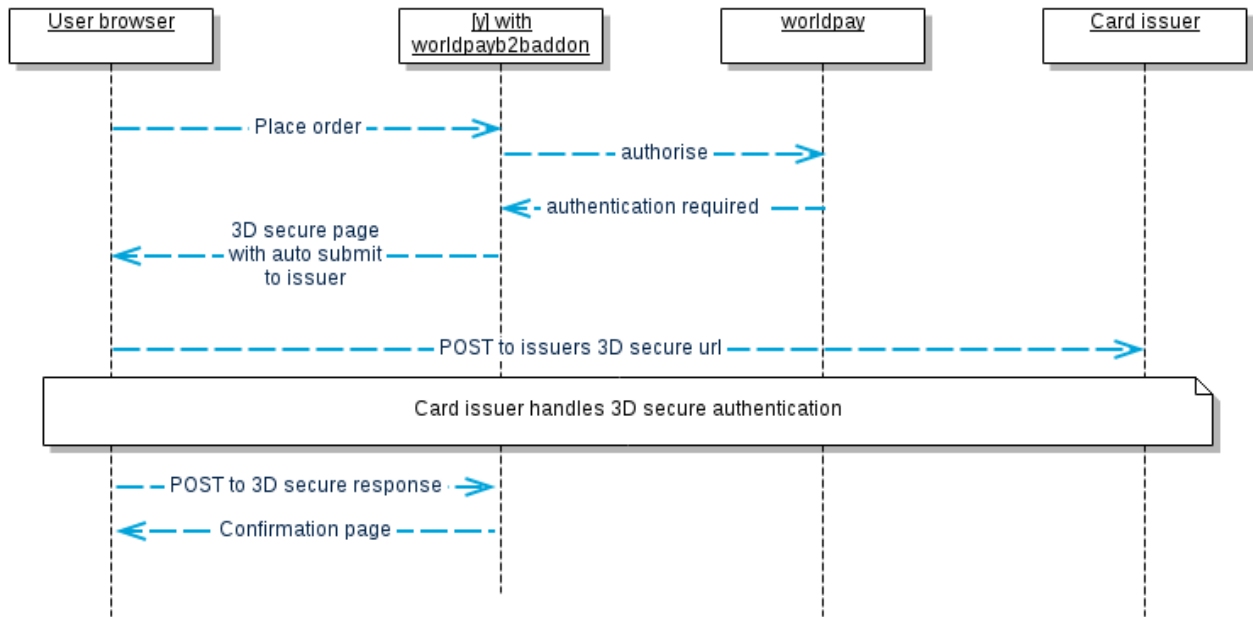 User browser
[y] with
worldpayb2baddon
worldpay
Card issuer
Place order
authorise
authentication required
3D secure page
with auto submit
to issuer
POST to issuers 3D secure url
Card issuer handles 3D secure authentication
POST to 3D secure response
Confirmation page